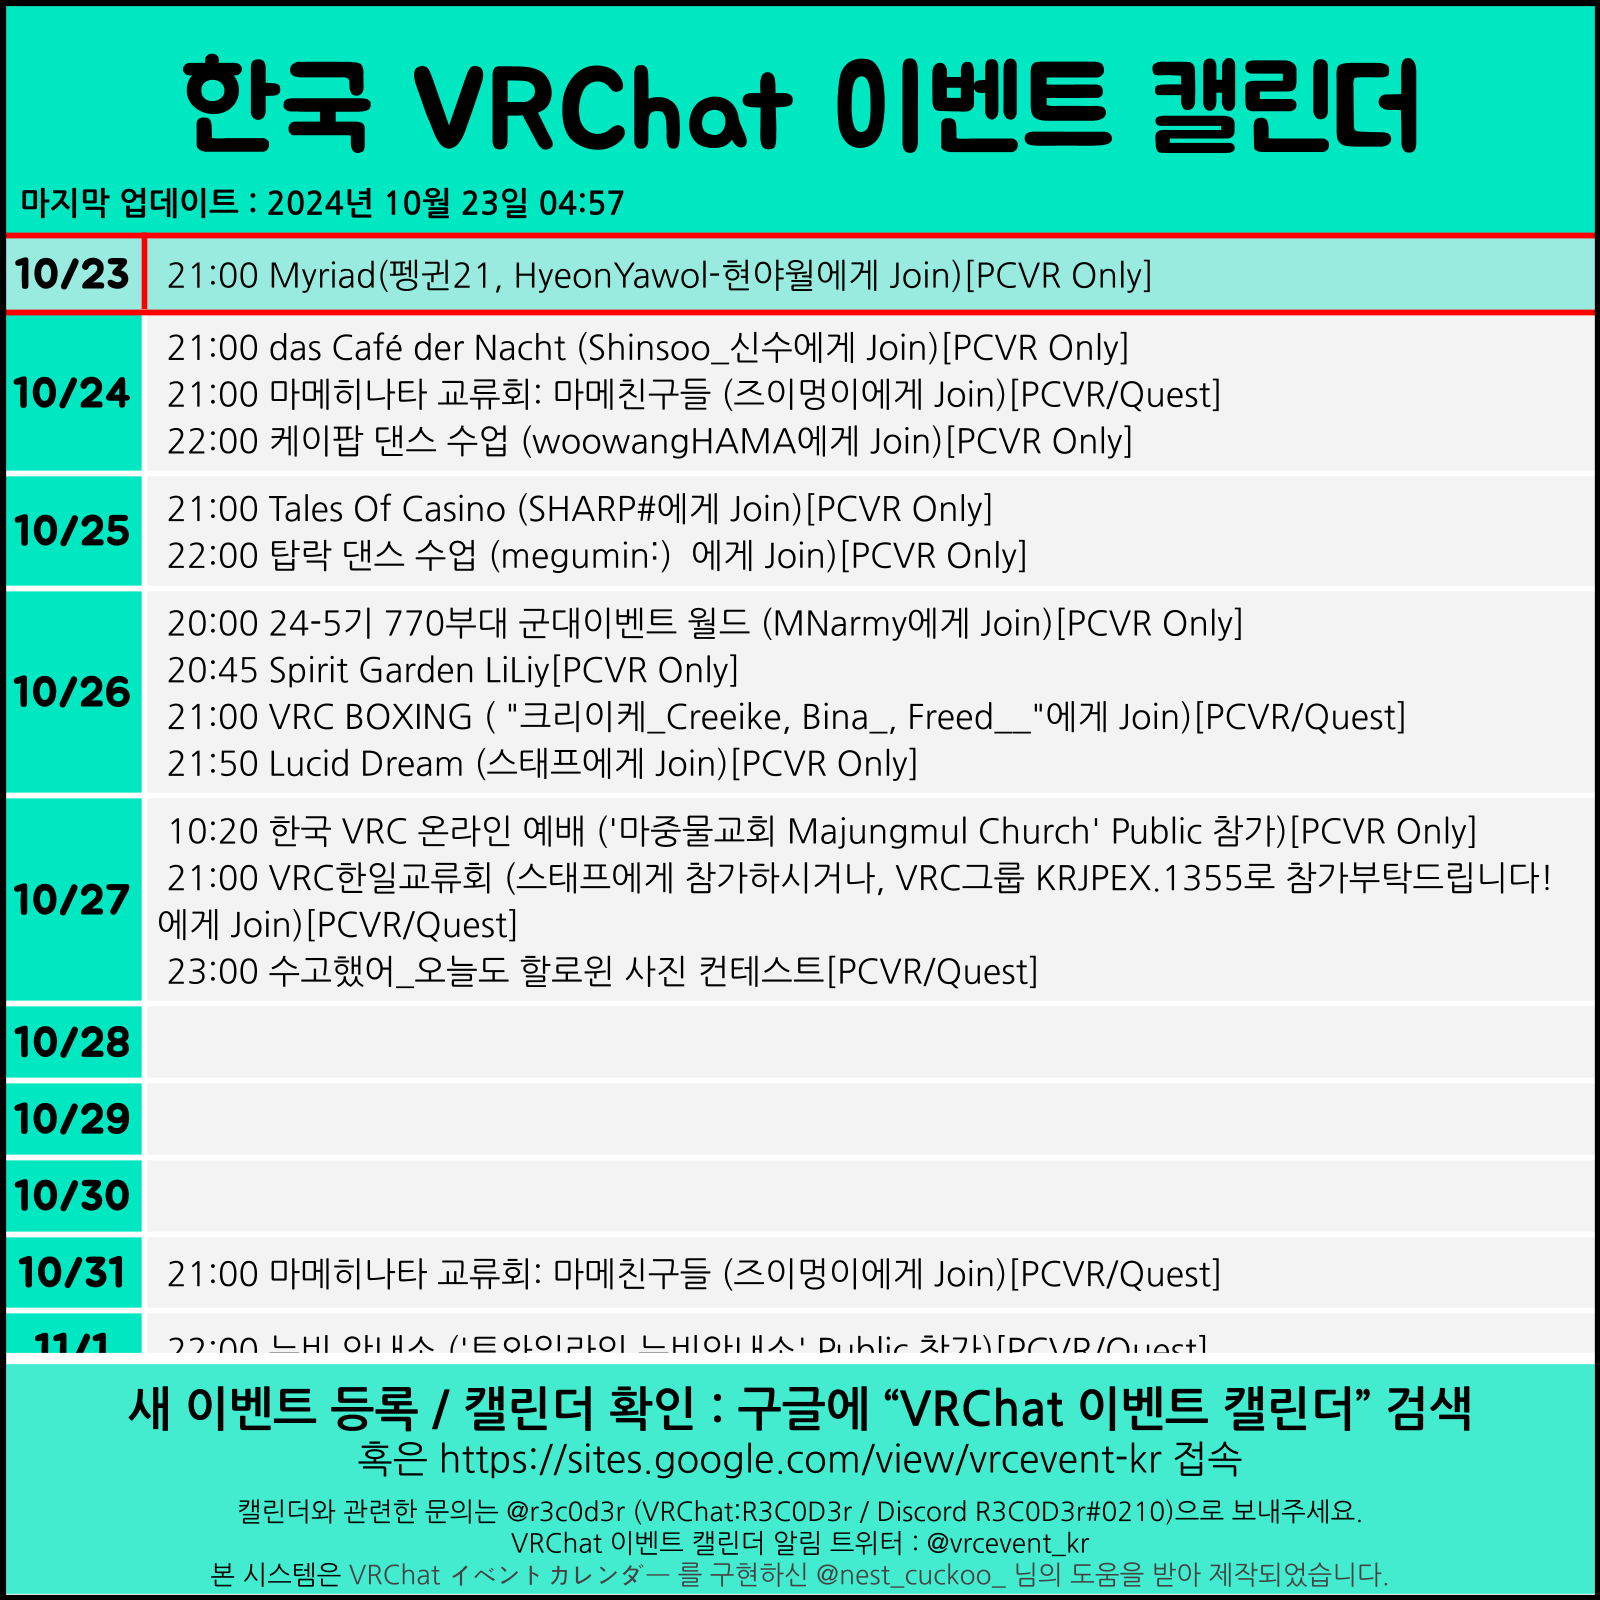 한국 VRChat 이벤트 캘린더
마지막 업데이트 : 2024년 10월 23일 04:57
10/23
21:00 Myriad(펭귄21, HyeonYawol-현야월에게 Join)[PCVR Only]
10/24
21:00 das Café der Nacht (Shinsoo_신수에게 Join)[PCVR Only]
21:00 마메히나타 교류회: 마메친구들 (즈이멍이에게 Join)[PCVR/Quest]
22:00 케이팝 댄스 수업 (woowangHAMA에게 Join)[PCVR Only]
10/25
21:00 Tales Of Casino (SHARP#에게 Join)[PCVR Only]
22:00 탑락 댄스 수업 (megumin:)  에게 Join)[PCVR Only]
10/26
20:00 24-5기 770부대 군대이벤트 월드 (MNarmy에게 Join)[PCVR Only]
20:45 Spirit Garden LiLiy[PCVR Only]
21:00 VRC BOXING ( "크리이케_Creeike, Bina_, Freed__"에게 Join)[PCVR/Quest]
21:50 Lucid Dream (스태프에게 Join)[PCVR Only]
10/27
10:20 한국 VRC 온라인 예배 ('마중물교회 Majungmul Church' Public 참가)[PCVR Only]
21:00 VRC한일교류회 (스태프에게 참가하시거나, VRC그룹 KRJPEX.1355로 참가부탁드립니다!
에게 Join)[PCVR/Quest]
23:00 수고했어_오늘도 할로윈 사진 컨테스트[PCVR/Quest]
10/28
10/29
10/30
10/31
21:00 마메히나타 교류회: 마메친구들 (즈이멍이에게 Join)[PCVR/Quest]
11/1
22:00 뉴비 안내소 ('트와일라잇 뉴비안내소' Public 참가)[PCVR/Quest]
새 이벤트 등록 / 캘린더 확인 : 구글에 “VRChat 이벤트 캘린더” 검색
혹은 https://sites.google.com/view/vrcevent-kr 접속
캘린더와 관련한 문의는 @r3c0d3r (VRChat:R3C0D3r / Discord R3C0D3r#0210)으로 보내주세요.
VRChat 이벤트 캘린더 알림 트위터 : @vrcevent_kr
본 시스템은 VRChat イベントカレンダー 를 구현하신 @nest_cuckoo_ 님의 도움을 받아 제작되었습니다.